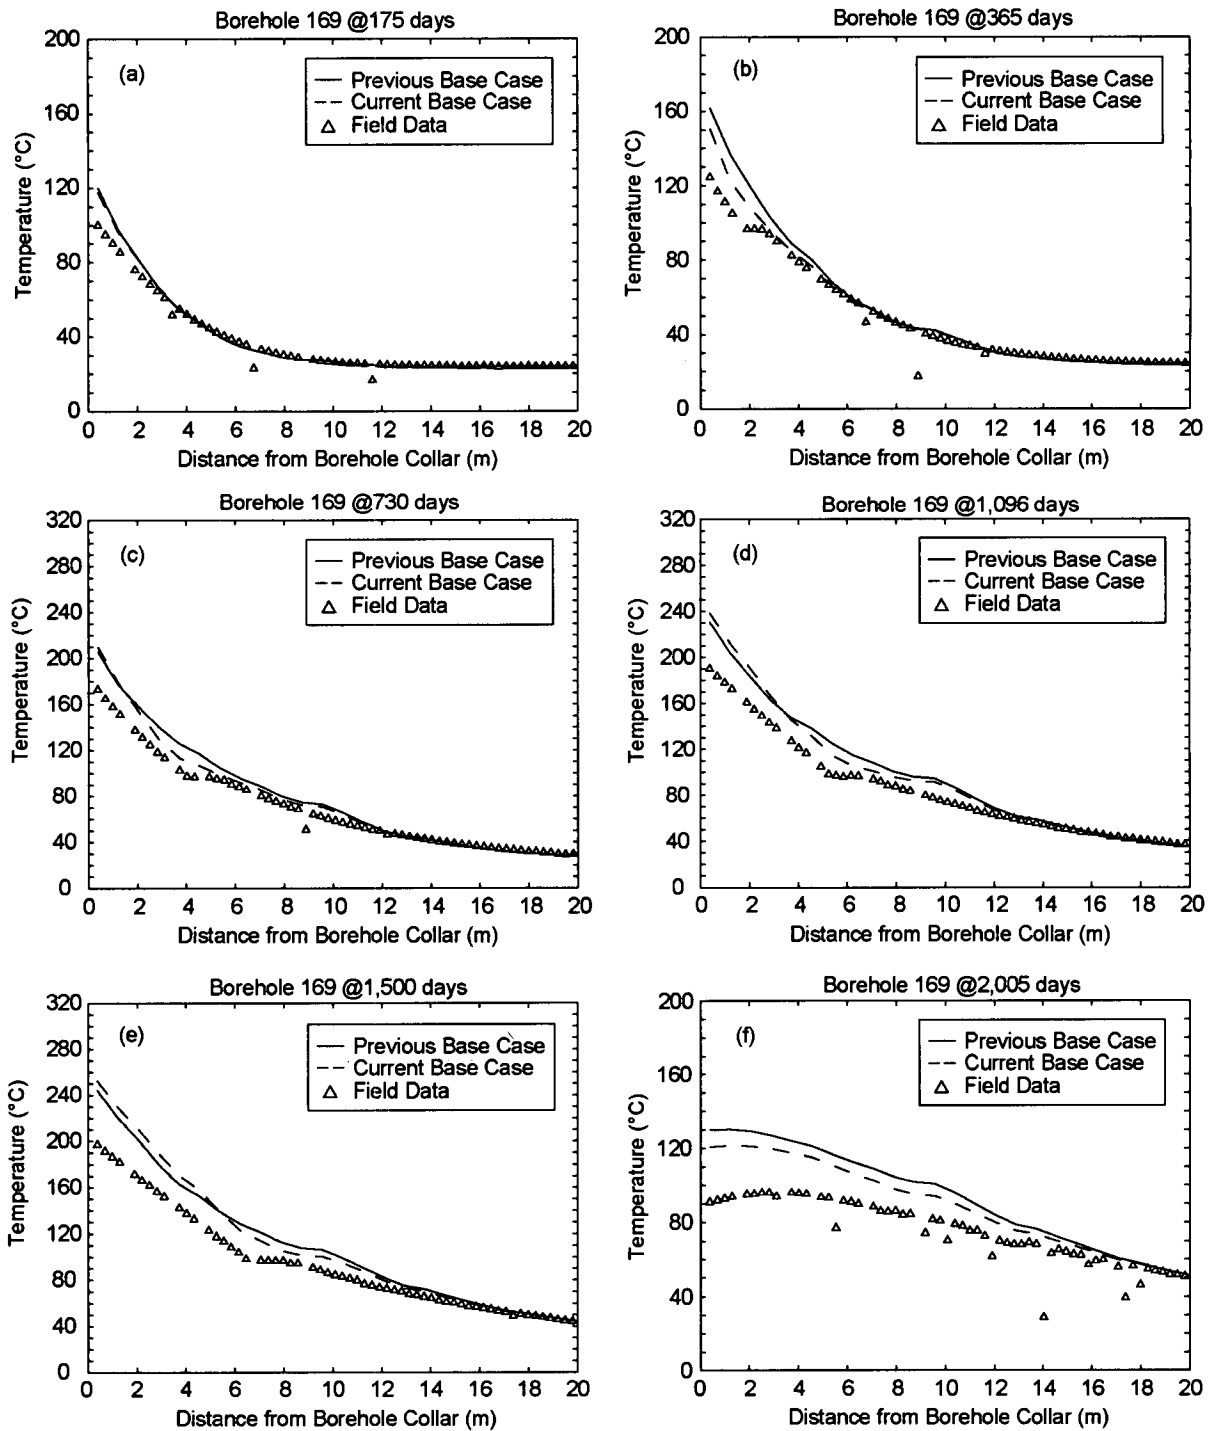 Borehole 169 @175 days
(a)
Previous Base Case
Current Base Case
Field Data
Temperature (°C)
200
160
120
80
40
0
0 2 4 6 8 10 12 14 16 18 20
Distance from Borehole Collar (m)
Borehole 169 @365 days
(b)
Previous Base Case
Current Base Case
Field Data
Temperature (°C)
200
160
120
80
40
0
0 2 4 6 8 10 12 14 16 18 20
Distance from Borehole Collar (m)
Borehole 169 @730 days
(c)
Previous Base Case
Current Base Case
Field Data
Temperature (°C)
320
280
240
200
160
120
80
40
0
0 2 4 6 8 10 12 14 16 18 20
Distance from Borehole Collar (m)
Borehole 169 @1,096 days
(d)
Previous Base Case
Current Base Case
Field Data
Temperature (°C)
320
280
240
200
160
120
80
40
0
0 2 4 6 8 10 12 14 16 18 20
Distance from Borehole Collar (m)
Borehole 169 @1,500 days
(e)
Previous Base Case
Current Base Case
Field Data
Temperature (°C)
320
280
240
200
160
120
80
40
0
0 2 4 6 8 10 12 14 16 18 20
Distance from Borehole Collar (m)
Borehole 169 @2,005 days
(f)
Previous Base Case
Current Base Case
Field Data
Temperature (°C)
200
160
120
80
40
0
0 2 4 6 8 10 12 14 16 18 20
Distance from Borehole Collar (m)